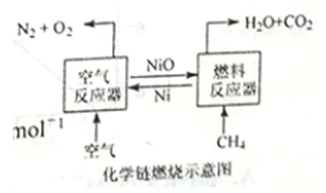 N₂ + O₂
H₂O+CO₂
空气
反应器
NiO
Ni
燃料
反应器
mol⁻¹
空气
CH₄
化学链燃烧示意图